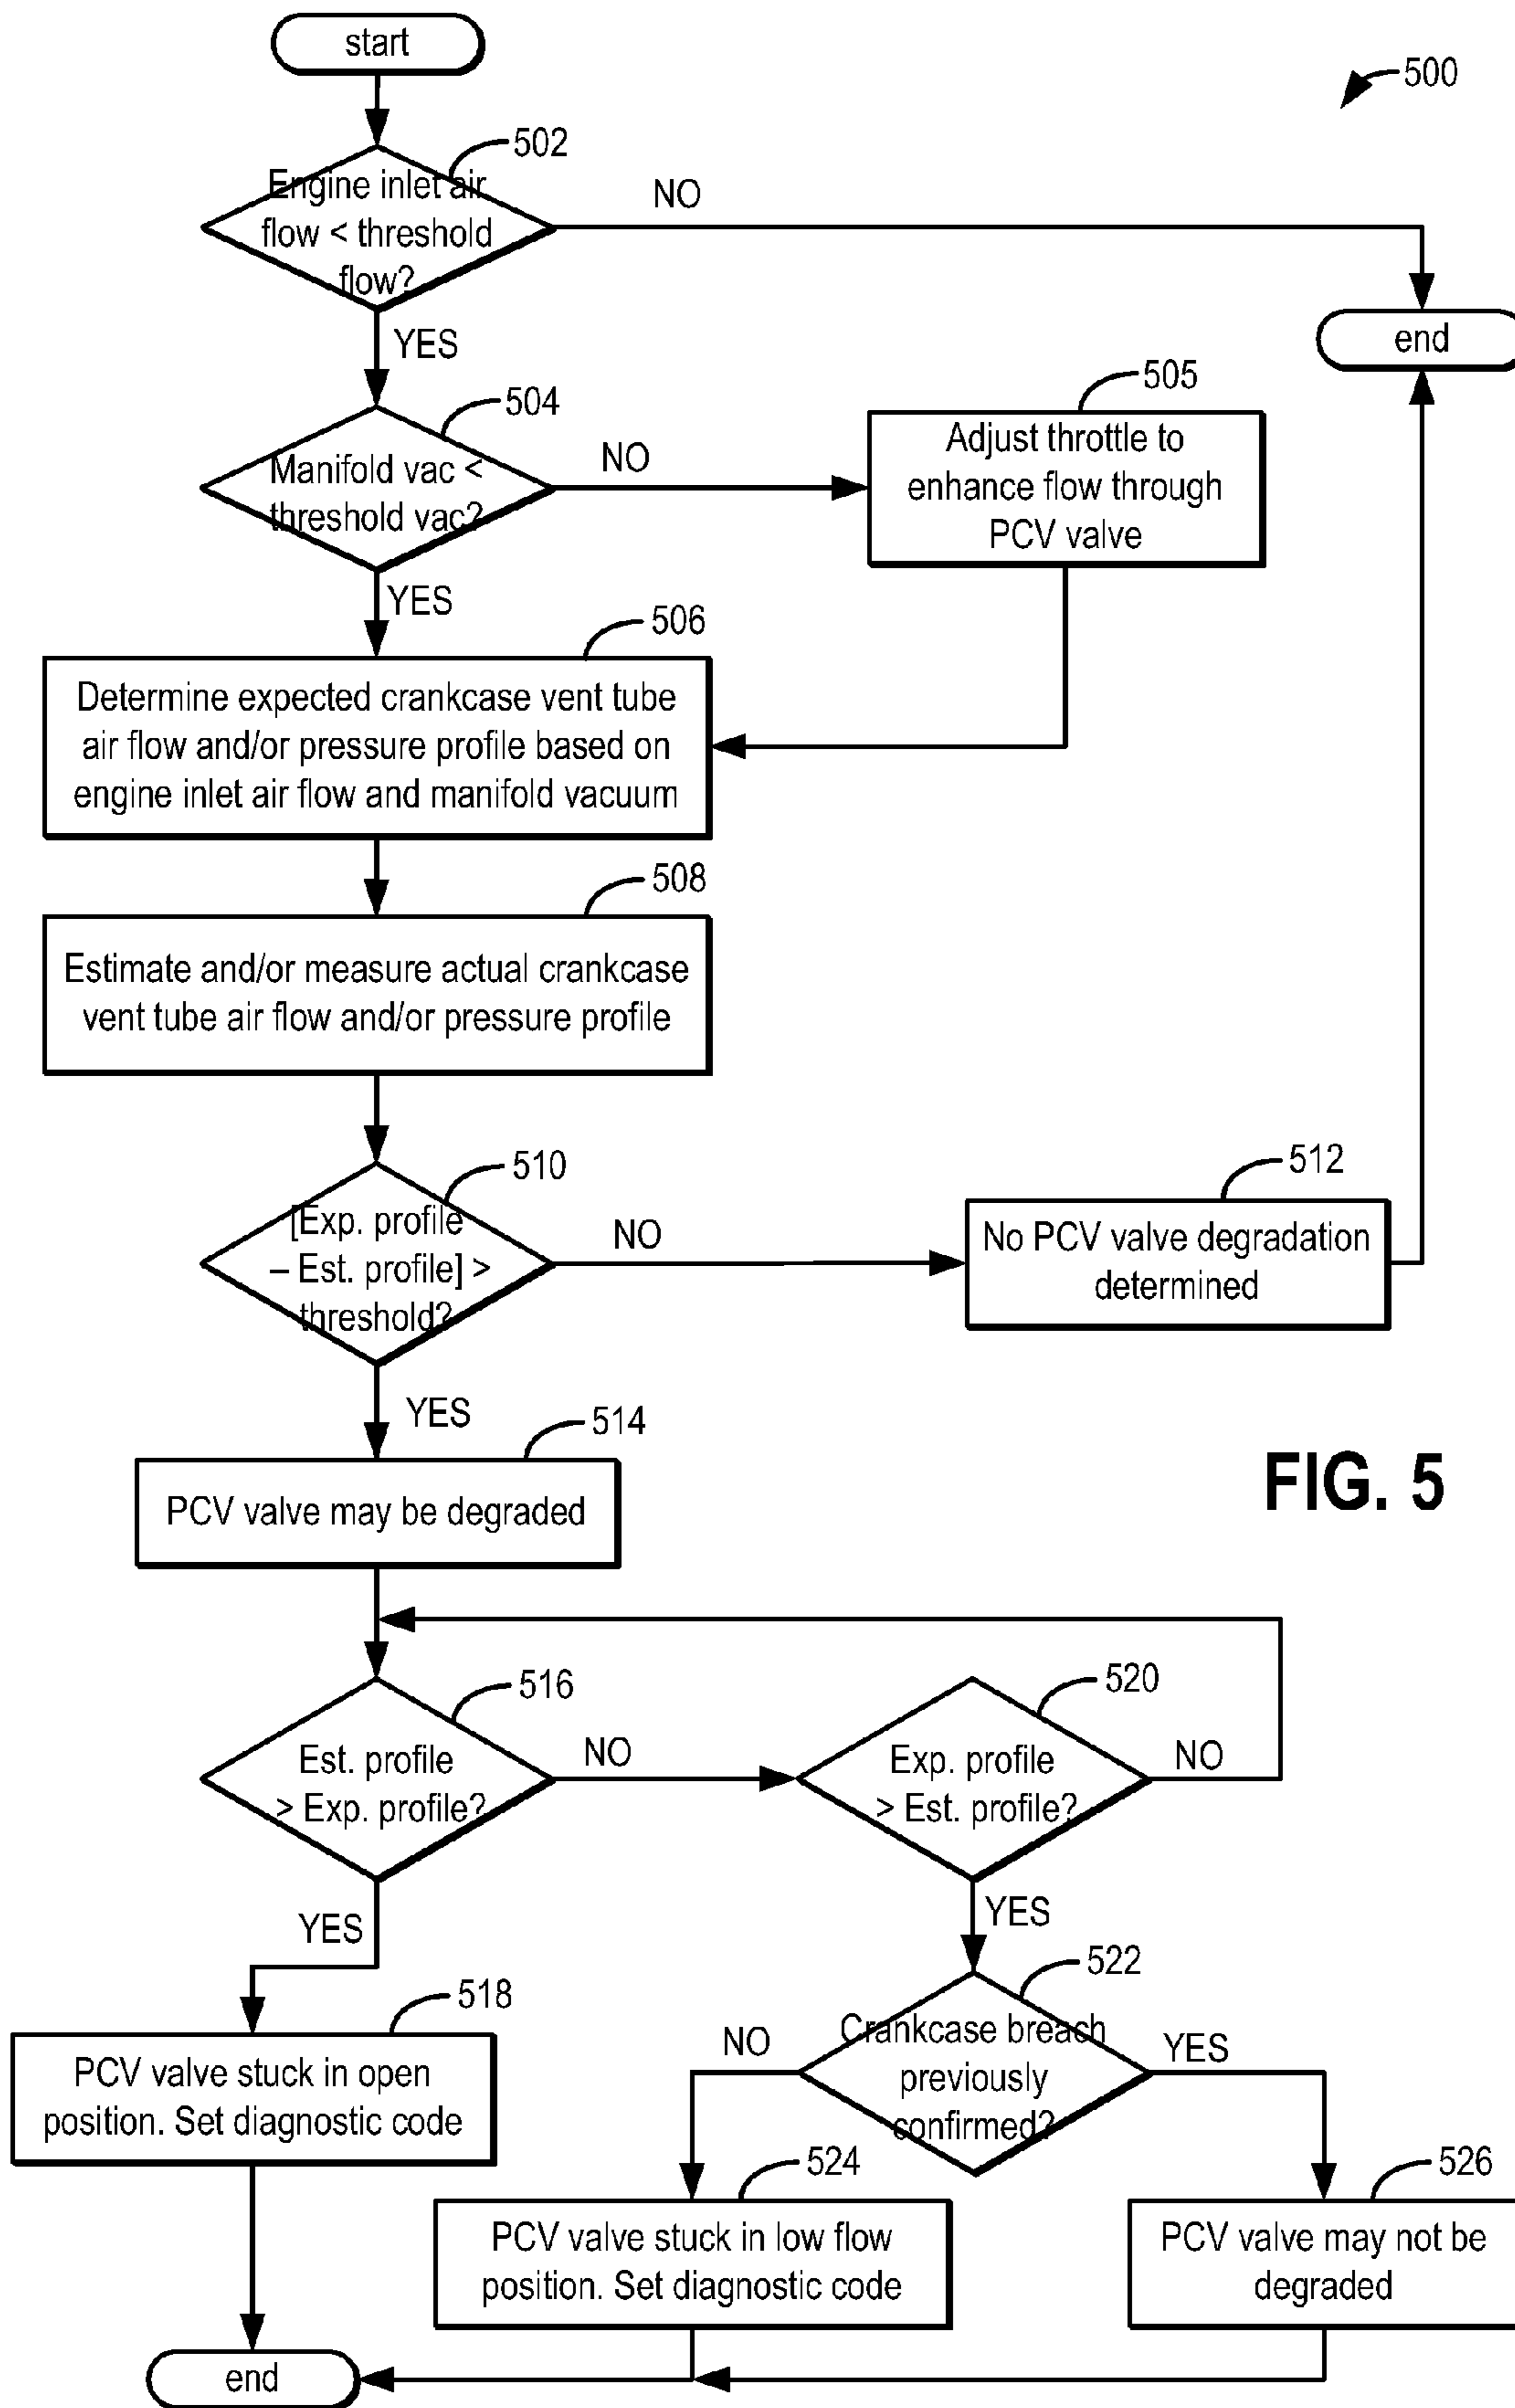 start
500
502
Engine inlet air
flow < threshold
flow?
NO
YES
end
504
Manifold vac <
threshold vac?
NO
505
Adjust throttle to
enhance flow through
PCV valve
YES
506
Determine expected crankcase vent tube
air flow and/or pressure profile based on
engine inlet air flow and manifold vacuum
508
Estimate and/or measure actual crankcase
vent tube air flow and/or pressure profile
510
[Exp. profile
– Est. profile] >
threshold?
NO
512
No PCV valve degradation
determined
YES
514
PCV valve may be degraded
FIG. 5
516
Est. profile
> Exp. profile?
NO
520
Exp. profile
> Est. profile?
NO
YES
YES
522
Crankcase breach
previously
confirmed?
NO
YES
518
PCV valve stuck in open
position. Set diagnostic code
524
PCV valve stuck in low flow
position. Set diagnostic code
526
PCV valve may not be
degraded
end